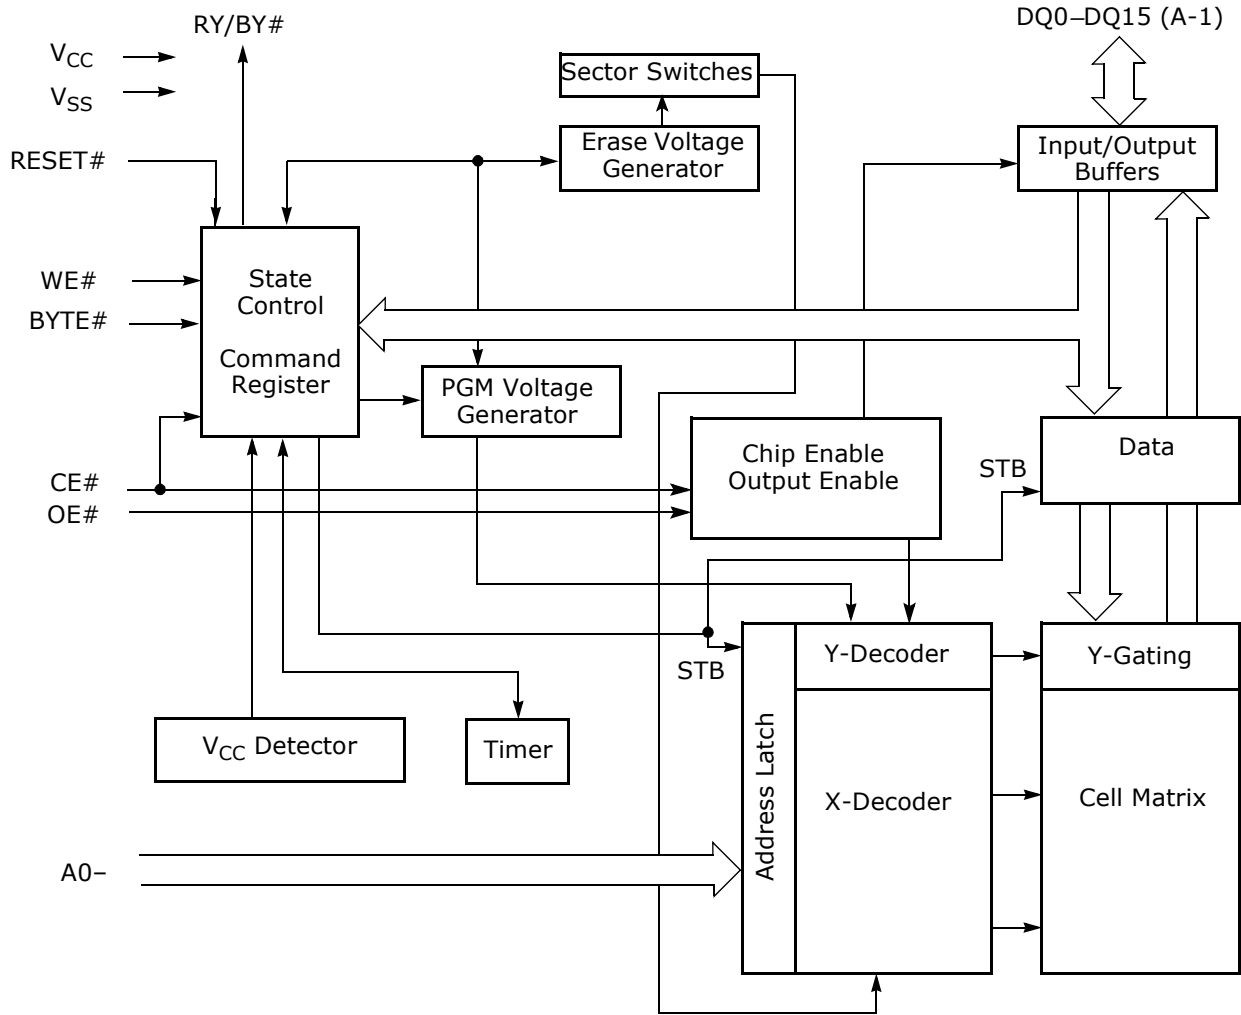 RY/BY#
DQ0–DQ15 (A-1)
VCC
VSS
Sector Switches
RESET#
Erase Voltage
Generator
Input/Output
Buffers
WE#
BYTE#
State
Control
Command
Register
PGM Voltage
Generator
Chip Enable
Output Enable
Data
STB
CE#
OE#
STB
Y-Decoder
Y-Gating
VCC Detector
Timer
Address Latch
X-Decoder
Cell Matrix
A0–